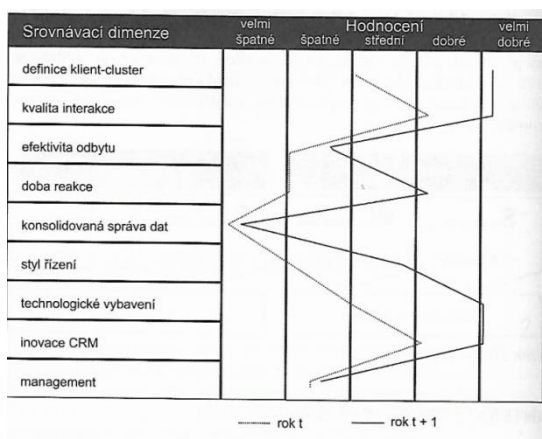 Srovnávací dimenze
Hodnocení
velmi špatné
špatné
střední
dobré
velmi dobré
definice klient-cluster
kvalita interakce
efektivita odbytu
doba reakce
konsolidovaná správa dat
styl řízení
technologické vybavení
inovace CRM
management
rok t
rok t + 1